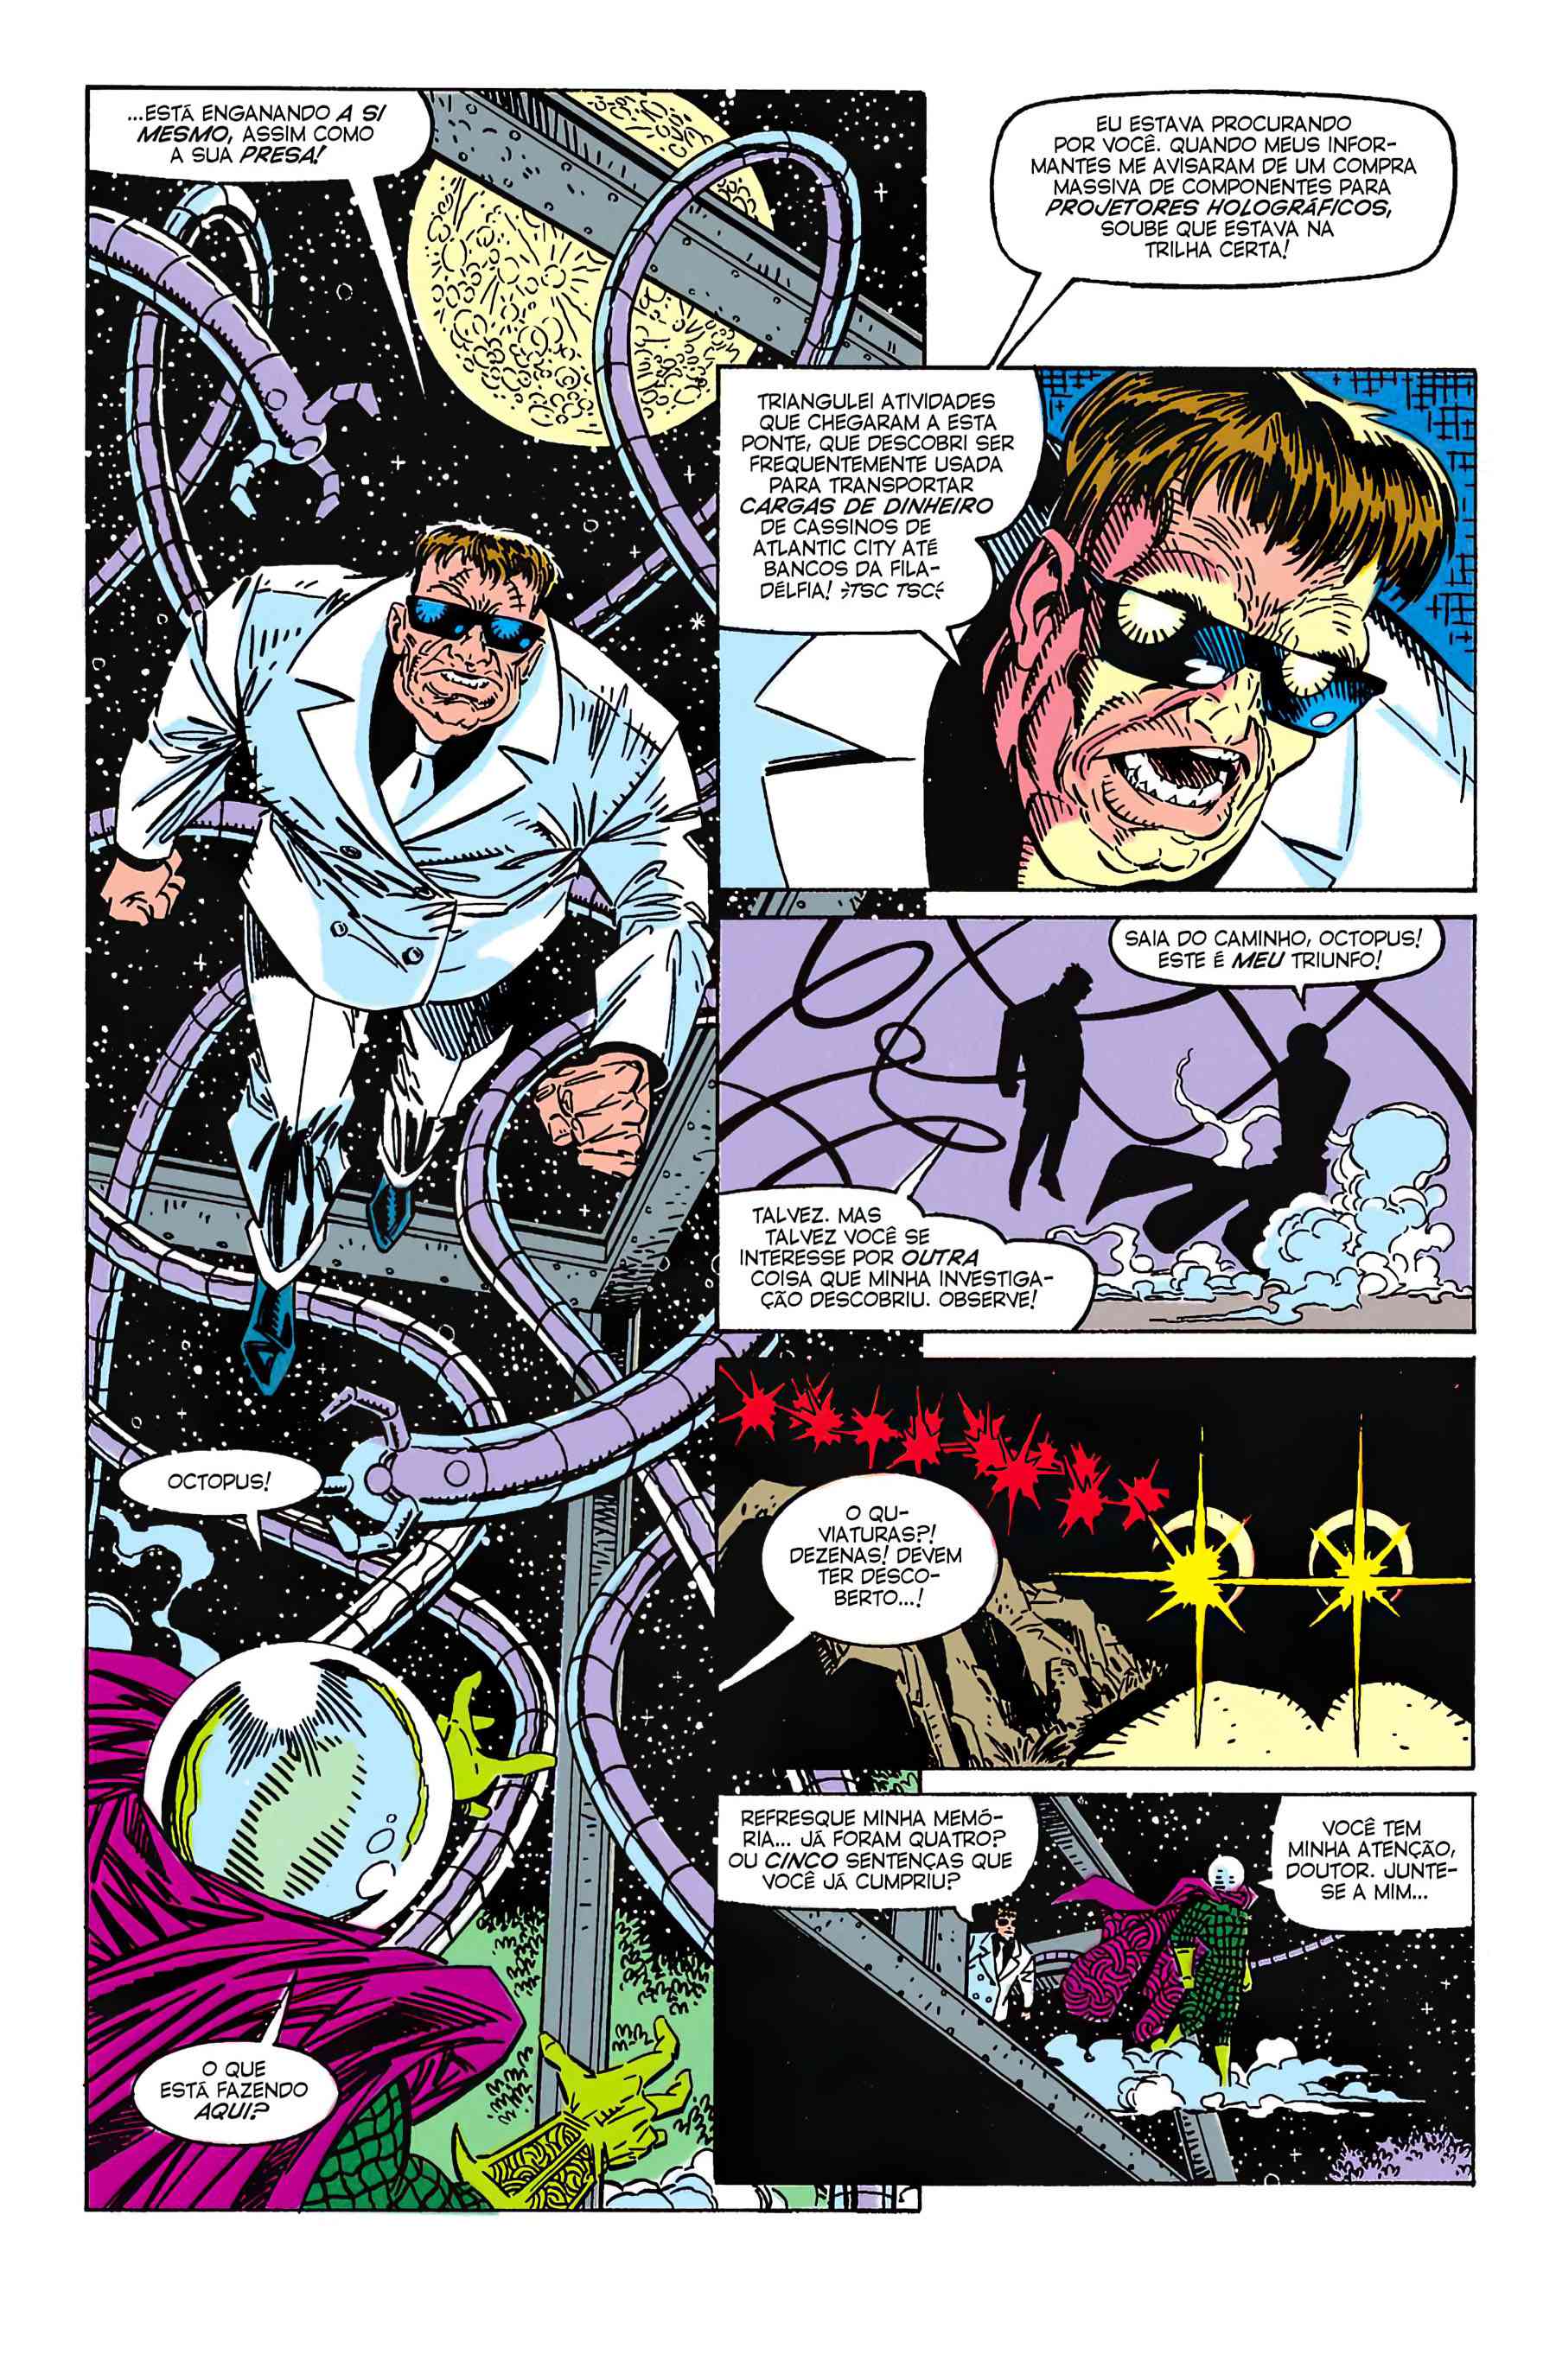 ...ESTÁ ENGANANDO A SI
MESMO, ASSIM COMO
A SUA PRESA!
OCTOPUS!
O QUE
ESTÁ FAZENDO
AQUI?
EU ESTAVA PROCURANDO
POR VOCÊ. QUANDO MEUS INFOR-
MANTES ME AVISARAM DE UM COMPRA
MASSIVA DE COMPONENTES PARA
PROJETORES HOLOGRÁFICOS,
SOUBE QUE ESTAVA NA
TRILHA CERTA!
TRIANGULEI ATIVIDADES
QUE CHEGARAM A ESTA
PONTE, QUE DESCOBRI SER
FREQUENTEMENTE USADA
PARA TRANSPORTAR
CARGAS DE DINHEIRO
DE CASSINOS DE
ATLANTIC CITY ATÉ
BANCOS DA FILA-
DÉLFIA! TSC TSC
SAIA DO CAMINHO, OCTOPUS!
ESTE É MEU TRIUNFO!
TALVEZ. MAS
TALVEZ VOCÊ SE
INTERESSE POR OUTRA
COISA QUE MINHA INVESTIGA-
ÇÃO DESCOBRIU. OBSERVE!
O QU-
VIATURAS?!
DEZENAS! DEVEM
TER DESCO-
BERTO...!
REFRESQUE MINHA MEMÓ-
RIA... JÁ FORAM QUATRO?
OU CINCO SENTENÇAS QUE
VOCÊ JÁ CUMPRIU?
VOCÊ TEM
MINHA ATENÇÃO,
DOUTOR. JUNTE-
SE A MIM...